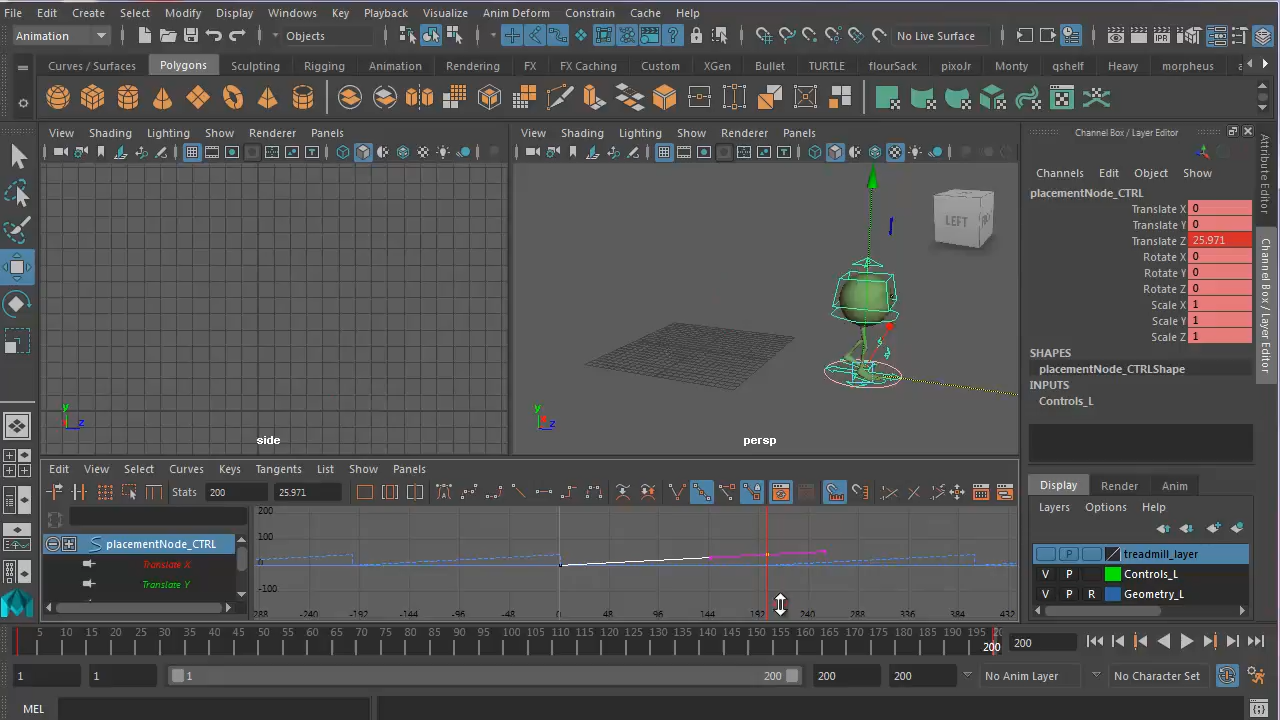 File Edit Create Select Modify Display Windows Key Playback Visualize Anim Deform Constrain Cache Help
Animation Objects No Live Surface
Curves / Surfaces Polygons Sculpting Rigging Animation Rendering FX FX Caching Custom XGen Bullet TURTLE flourSack pixoJr Monty qshelf Heavy morpheus
View Shading Lighting Show Renderer Panels
View Shading Lighting Show Renderer Panels
Channel Box / Layer Editor
Channels Edit Object Show
placementNode_CTRL
Translate X 0
Translate Y 0
Translate Z 25.971
Rotate X 0
Rotate Y 0
Rotate Z 0
Scale X 1
Scale Y 1
Scale Z 1
SHAPES
placementNode_CTRLShape
INPUTS
Controls_L
Attribute Editor
Channel Box / Layer Editor
LEFT
y
z
side
y
z
persp
Edit View Select Curves Keys Tangents List Show Panels
Stats 200 25.971
placementNode_CTRL
Translate X
Translate Y
200
100
0
-100
288 -240 -192 -144 -96 -48 0 48 96 144 192 240 288 336 384 432
Display Render Anim
Layers Options Help
P treadmill_layer
V P Controls_L
V P R Geometry_L
5 10 15 20 25 30 35 40 45 50 55 60 65 70 75 80 85 90 95 100 105 110 115 120 125 130 135 140 145 150 155 160 165 170 175 180 185 190 195 20
200 200
1 1 1 200 200 200 No Anim Layer No Character Set
MEL